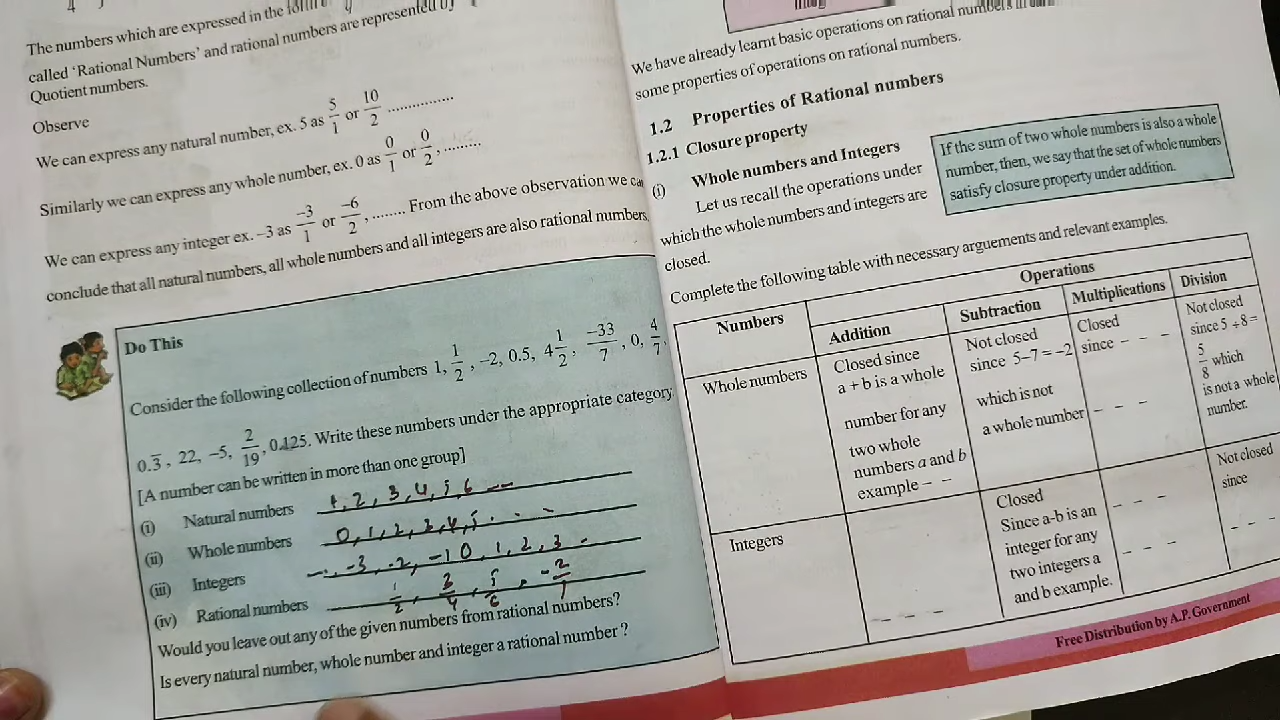 The numbers which are expressed in the form
called 'Rational Numbers' and rational numbers are represented by
Quotient numbers.
Observe
We can express any natural number, ex. 5 as 5/1 or 10/2 ...............
Similarly we can express any whole number, ex. 0 as 0/1 or 0/2, .........
We can express any integer ex. –3 as –3/1 or –6/2, ........ From the above observation we can
conclude that all natural numbers, all whole numbers and all integers are also rational numbers.
Do This
Consider the following collection of numbers 1, 1/2, –2, 0.5, 4 1/2, –33/7, 0, 4/7,
0.3̅, 22, –5, 2/19, 0.125. Write these numbers under the appropriate category.
[A number can be written in more than one group]
(i) Natural numbers 1, 2, 3, 4, 5, 6 --
(ii) Whole numbers 0, 1, 2, 3, 4, 5 - - -
(iii) Integers --, -3, -2, -1 0, 1, 2, 3 -
(iv) Rational numbers 1/2, 3/4, 5/6, -2/7
Would you leave out any of the given numbers from rational numbers?
Is every natural number, whole number and integer a rational number ?
We have already learnt basic operations on rational numbers
some properties of operations on rational numbers.
1.2 Properties of Rational numbers
1.2.1 Closure property
(i) Whole numbers and Integers
Let us recall the operations under
which the whole numbers and integers are
closed.
If the sum of two whole numbers is also a whole
number, then, we say that the set of whole numbers
satisfy closure property under addition.
Complete the following table with necessary arguements and relevant examples.
Numbers
Operations
Addition
Subtraction
Multiplications
Division
Whole numbers
Closed since
a + b is a whole
number for any
two whole
numbers a and b
example – –
Not closed
since 5–7 = –2
which is not
a whole number
Closed
since – – –
– – –
Not closed
since 5 ÷ 8 =
5/8 which
is not a whole
number.
Integers
– – –
Closed
Since a-b is an
integer for any
two integers a
and b example.
– – –
– – –
Not closed
since
– – –
Free Distribution by A.P. Government